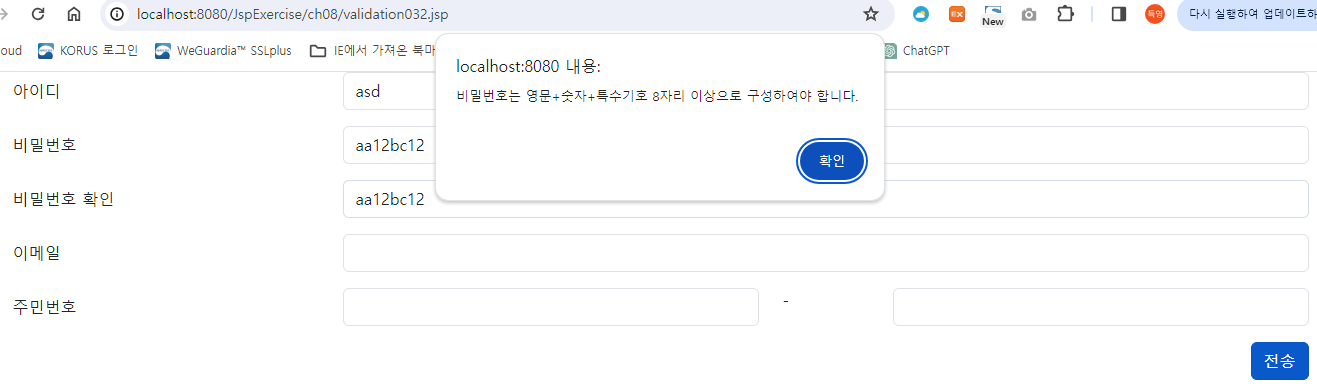 localhost:8080/JspExercise/ch08/validation032.jsp
New
득영
다시 실행하여 업데이트하
oud KORUS 로그인 WeGuardia™ SSLplus IE에서 가져온 북마 ChatGPT
localhost:8080 내용:
비밀번호는 영문+숫자+특수기호 8자리 이상으로 구성하여야 합니다.
확인
아이디 asd
비밀번호 aa12bc12
비밀번호 확인 aa12bc12
이메일
주민번호 -
전송